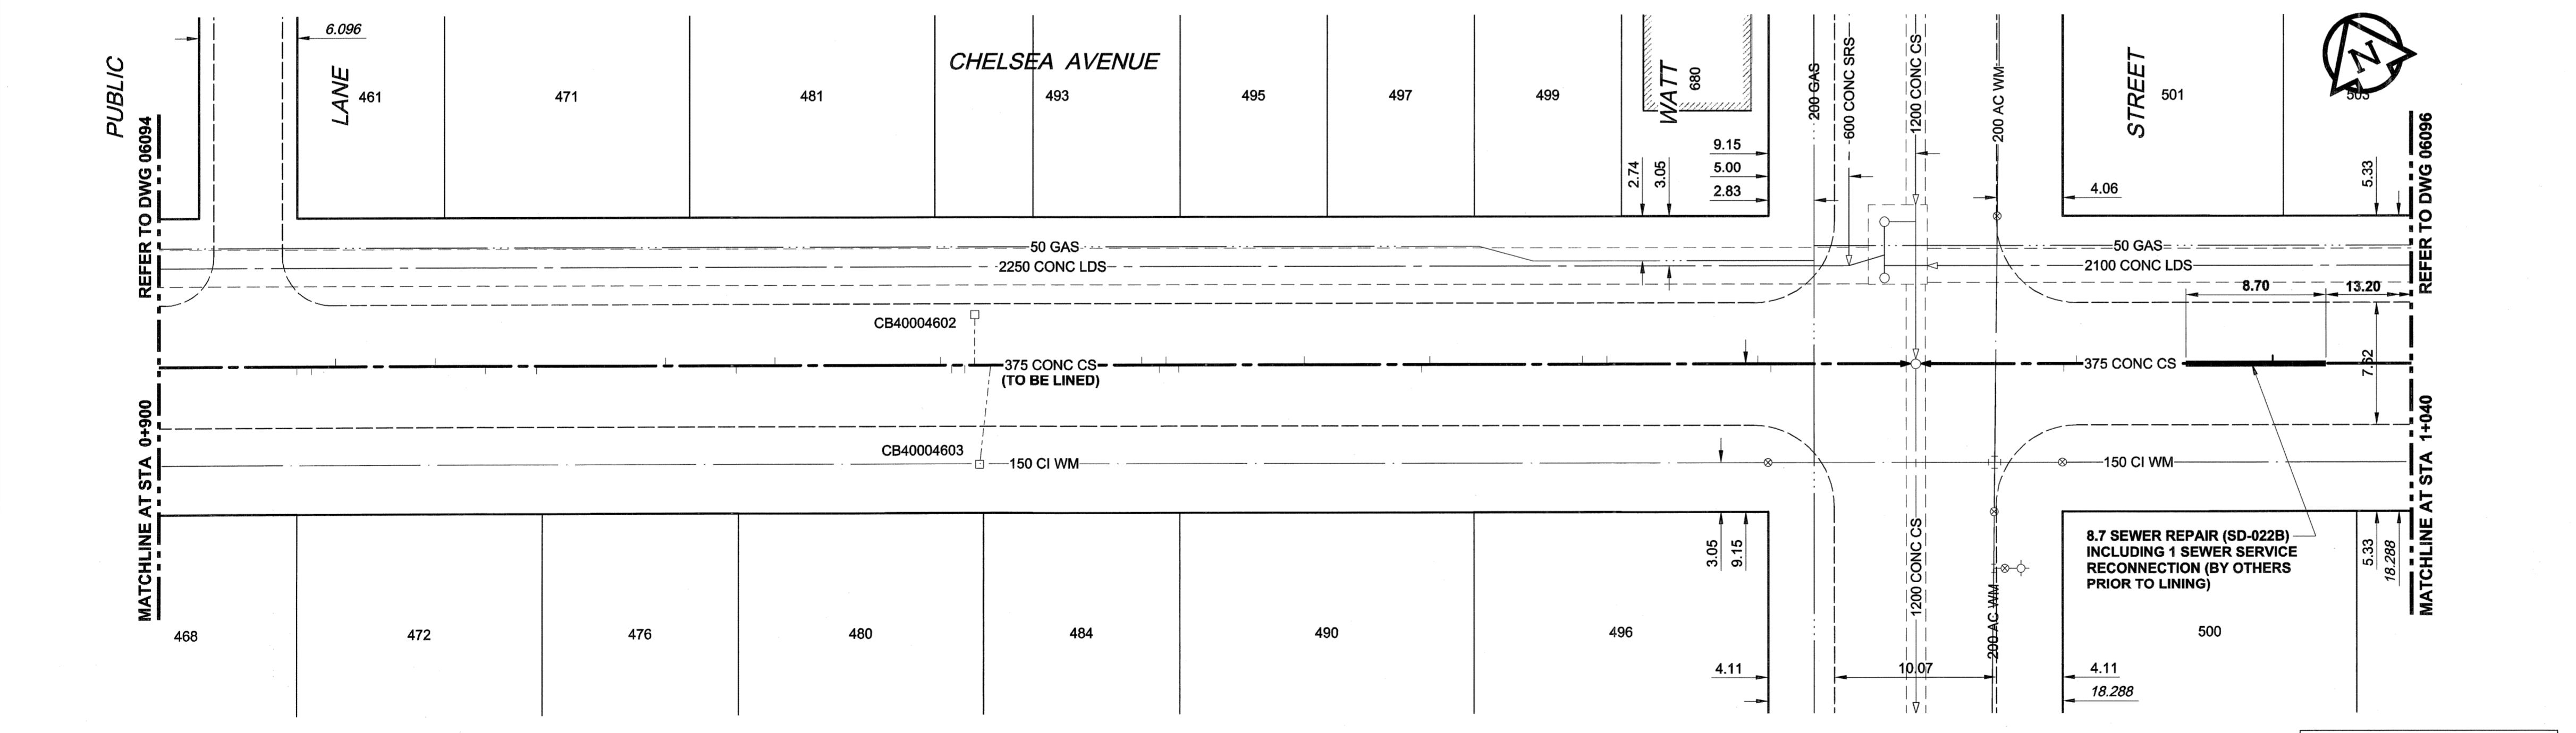 PUBLIC
LANE
6.096
CHELSEA AVENUE
WATT
STREET
N
461
471
481
493
495
497
499
680
501
503
200 GAS
600 CONC SRS
1200 CONC CS
200 AC WM
REFER TO DWG 06094
MATCHLINE AT STA 0+900
REFER TO DWG 06096
MATCHLINE AT STA 1+040
9.15
5.00
2.83
2.74
3.05
4.06
5.33
50 GAS
50 GAS
2250 CONC LDS
2100 CONC LDS
8.70
13.20
CB40004602
375 CONC CS
(TO BE LINED)
375 CONC CS
7.62
CB40004603
150 CI WM
150 CI WM
3.05
9.15
1200 CONC CS
200 AC WM
8.7 SEWER REPAIR (SD-022B)
INCLUDING 1 SEWER SERVICE
RECONNECTION (BY OTHERS
PRIOR TO LINING)
5.33
18.288
468
472
476
480
484
490
496
500
4.11
10.07
4.11
18.288